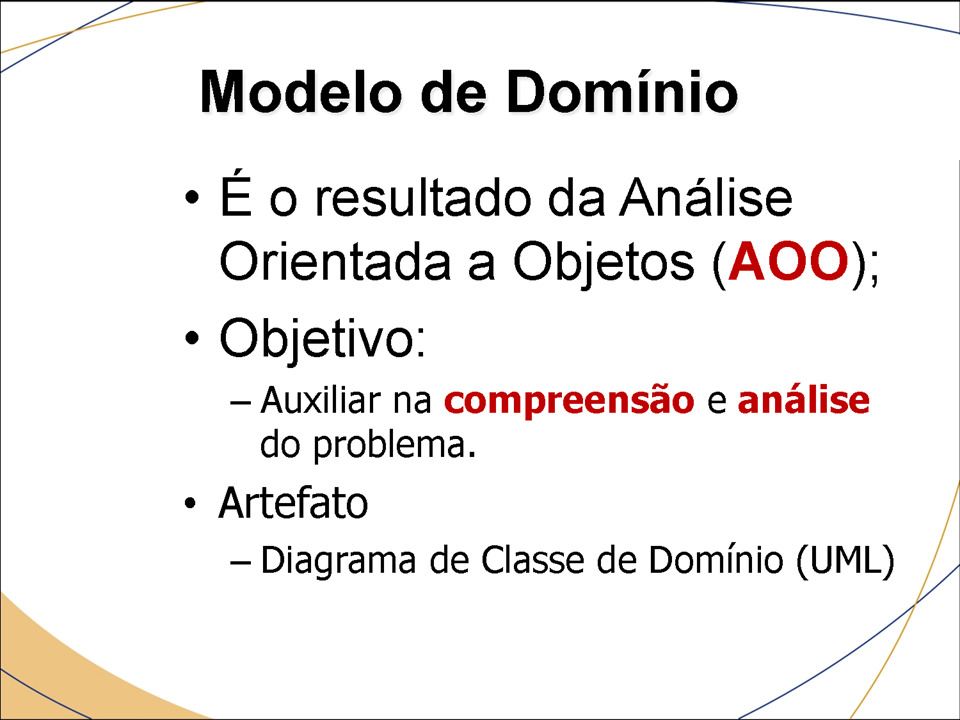 Modelo de Domínio
• É o resultado da Análise
Orientada a Objetos (AOO);
• Objetivo:
– Auxiliar na compreensão e análise
do problema.
• Artefato
– Diagrama de Classe de Domínio (UML)